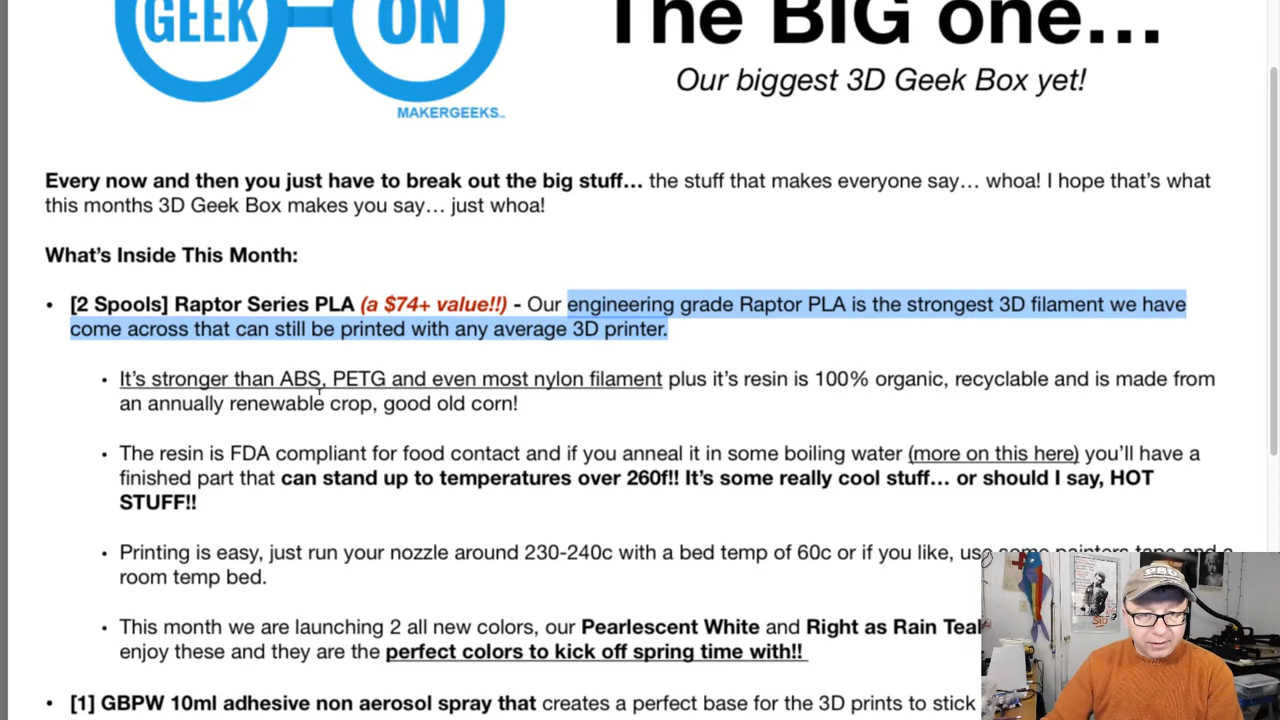 GEEK ON
The BIG one...
Our biggest 3D Geek Box yet!
MAKERGEEKS..
Every now and then you just have to break out the big stuff… the stuff that makes everyone say… whoa! I hope that's what
this months 3D Geek Box makes you say… just whoa!
What's Inside This Month:
• [2 Spools] Raptor Series PLA (a $74+ value!!) - Our engineering grade Raptor PLA is the strongest 3D filament we have
come across that can still be printed with any average 3D printer.
• It's stronger than ABS, PETG and even most nylon filament plus it's resin is 100% organic, recyclable and is made from
an annually renewable crop, good old corn!
• The resin is FDA compliant for food contact and if you anneal it in some boiling water (more on this here) you'll have a
finished part that can stand up to temperatures over 260f!! It's some really cool stuff… or should I say, HOT
STUFF!!
• Printing is easy, just run your nozzle around 230-240c with a bed temp of 60c or if you like, use some painters tape and a
room temp bed.
• This month we are launching 2 all new colors, our Pearlescent White and Right as Rain Teal
enjoy these and they are the perfect colors to kick off spring time with!!
• [1] GBPW 10ml adhesive non aerosol spray that creates a perfect base for the 3D prints to stick